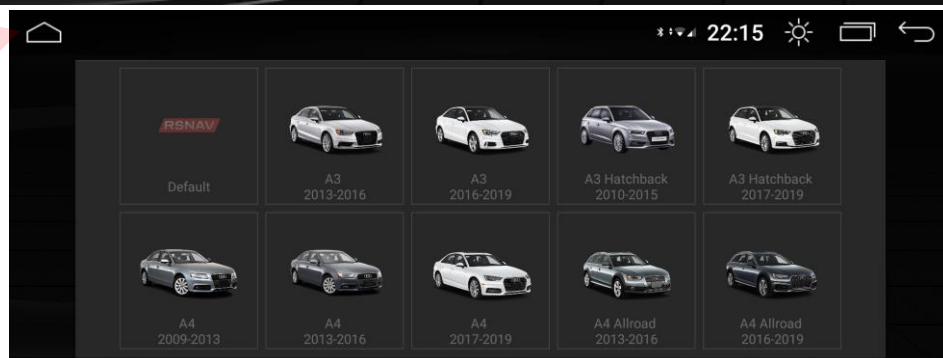 22:15
RSNAV
Default
A3
2013-2016
A3
2016-2019
A3 Hatchback
2010-2015
A3 Hatchback
2017-2019
A4
2009-2013
A4
2013-2016
A4
2017-2019
A4 Allroad
2013-2016
A4 Allroad
2016-2019